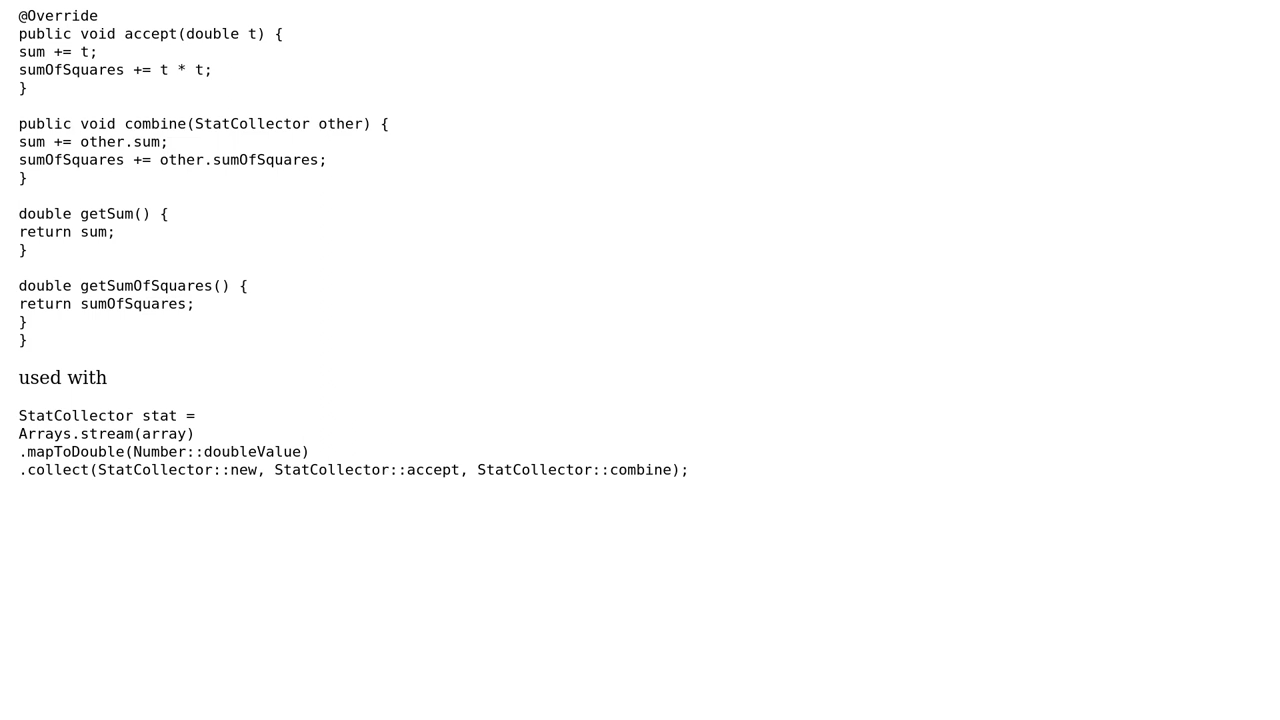 @Override
public void accept(double t) {
sum += t;
sumOfSquares += t * t;
}

public void combine(StatCollector other) {
sum += other.sum;
sumOfSquares += other.sumOfSquares;
}

double getSum() {
return sum;
}

double getSumOfSquares() {
return sumOfSquares;
}
}

used with

StatCollector stat =
Arrays.stream(array)
.mapToDouble(Number::doubleValue)
.collect(StatCollector::new, StatCollector::accept, StatCollector::combine);